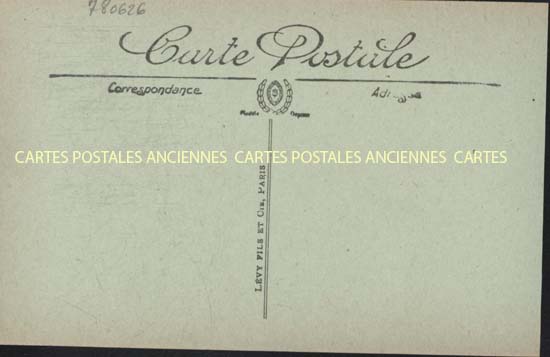 780626
Carte Postale
Correspondance
Adresse
CARTES POSTALES ANCIENNES CARTES POSTALES ANCIENNES CARTES
LÉVY FILS ET Cie, PARIS